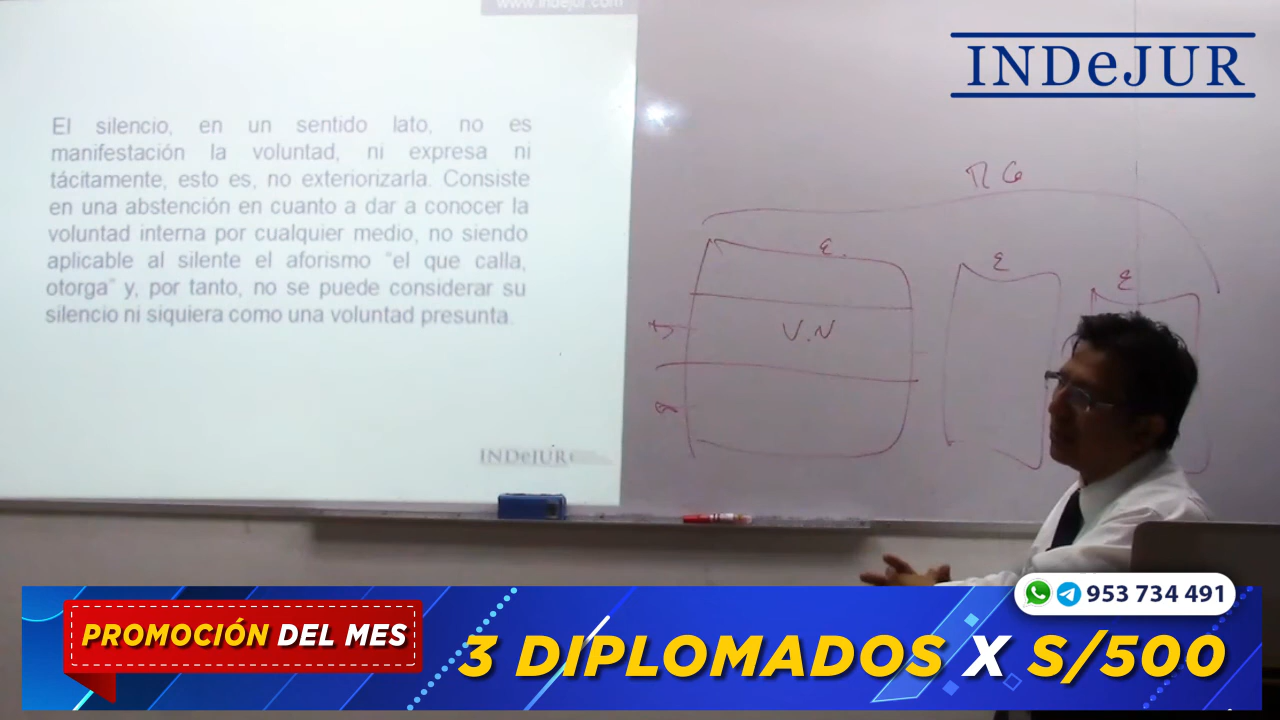 www.indejur.com
INDeJUR
El silencio, en un sentido lato, no es
manifestación la voluntad, ni expresa ni
tácitamente, esto es, no exteriorizarla. Consiste
en una abstención en cuanto a dar a conocer la
voluntad interna por cualquier medio, no siendo
aplicable al silente el aforismo "el que calla,
otorga" y, por tanto, no se puede considerar su
silencio ni siquiera como una voluntad presunta.
INDeJUR
V.N
953 734 491
PROMOCIÓN DEL MES
3 DIPLOMADOS X S/500